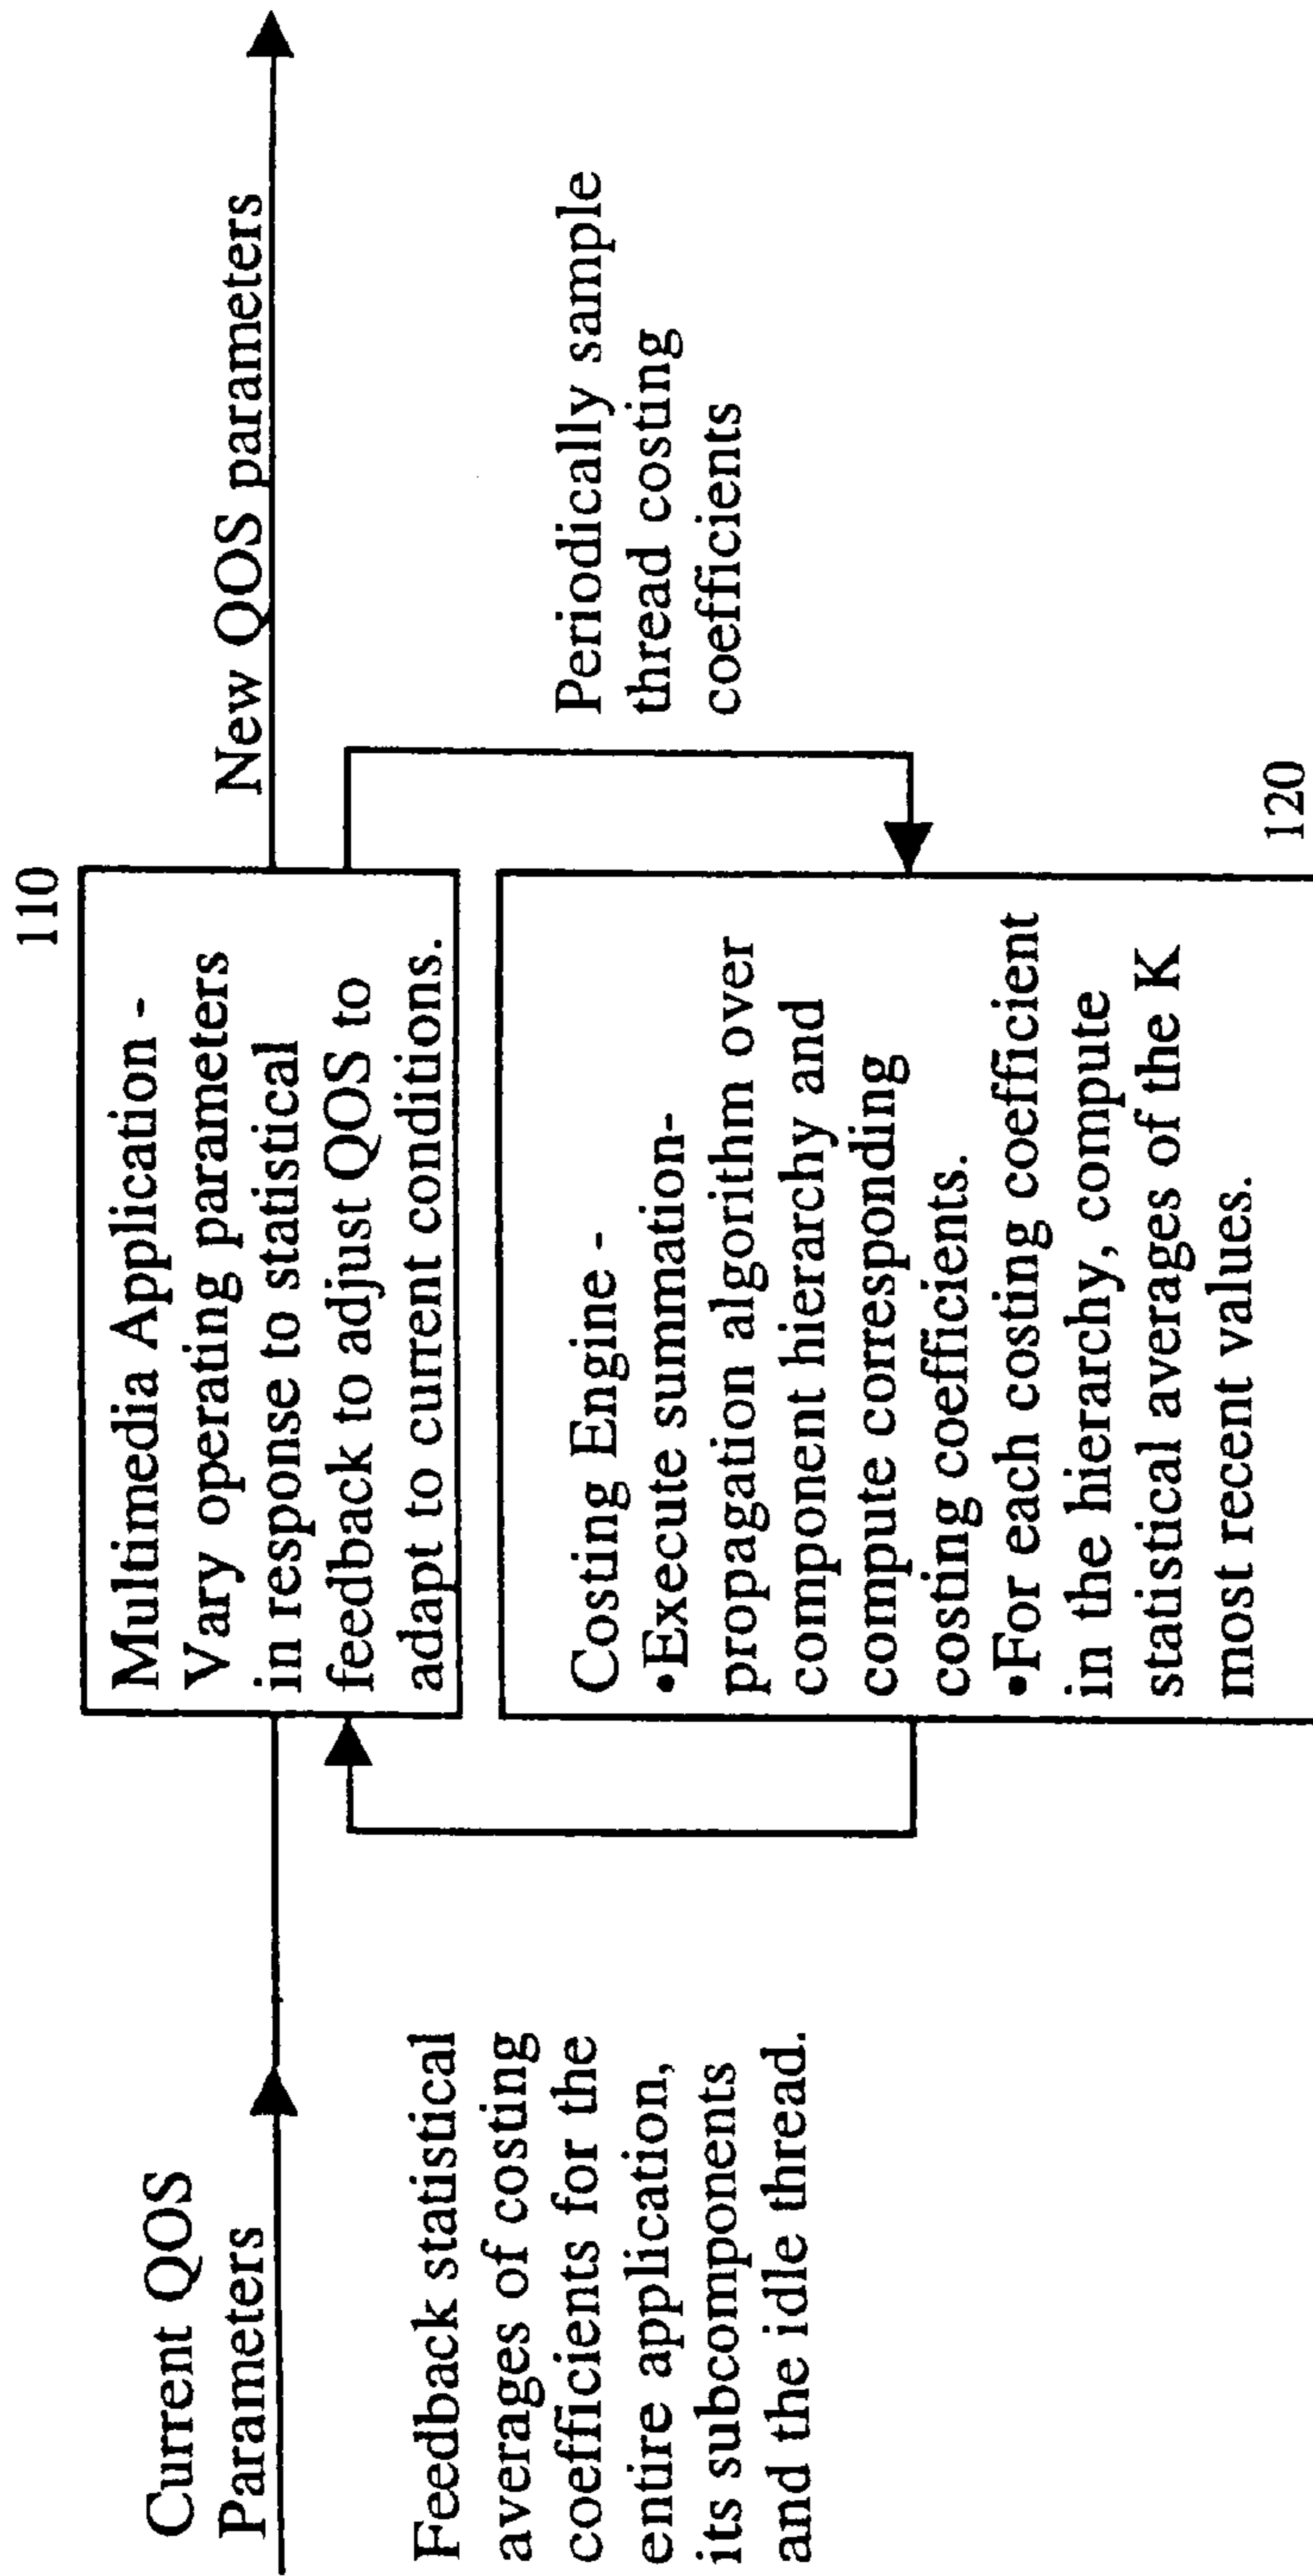 Current QOS
Parameters
110
Multimedia Application -
Vary operating parameters
in response to statistical
feedback to adjust QOS to
adapt to current conditions.
New QOS parameters
Feedback statistical
averages of costing
coefficients for the
entire application,
its subcomponents
and the idle thread.
Costing Engine -
•Execute summation-
propagation algorithm over
component hierarchy and
compute corresponding
costing coefficients.
•For each costing coefficient
in the hierarchy, compute
statistical averages of the K
most recent values.
120
Periodically sample
thread costing
coefficients